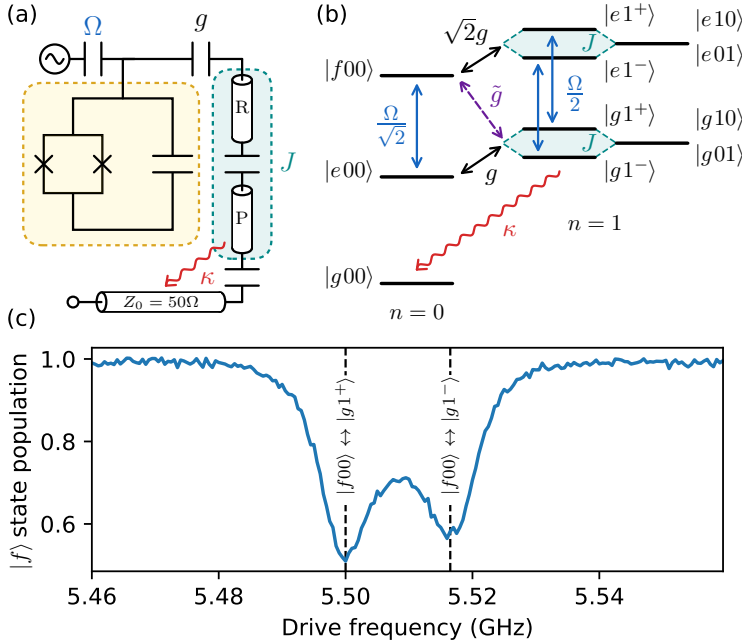 (a)
Ω
g
R
J
P
κ
Z₀ = 50Ω
(b)
√2g
|e1⁺⟩
|e10⟩
J
|f00⟩
|e1⁻⟩
|e01⟩
g̃
Ω/√2
Ω/2
|g1⁺⟩
|g10⟩
J
|e00⟩
g
|g1⁻⟩
|g01⟩
κ
n = 1
|g00⟩
n = 0
(c)
|f⟩ state population
1.0
0.8
0.6
|f00⟩ ↔ |g1⁺⟩
|f00⟩ ↔ |g1⁻⟩
5.46
5.48
5.50
5.52
5.54
Drive frequency (GHz)